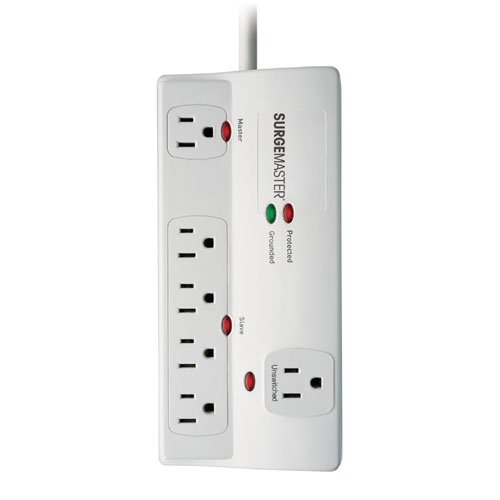 Master
SURGEMASTER®
Grounded
Protected
Slave
Unswitched